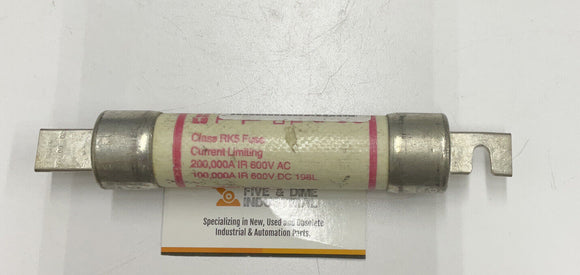 Class RK5 Fuse
Current Limiting
200,000A IR 600V AC
100,000A IR 600V DC 198L
FIVE & DIME
INDUSTRIAL
Specializing in New, Used and Obsolete
Industrial & Automation Parts.